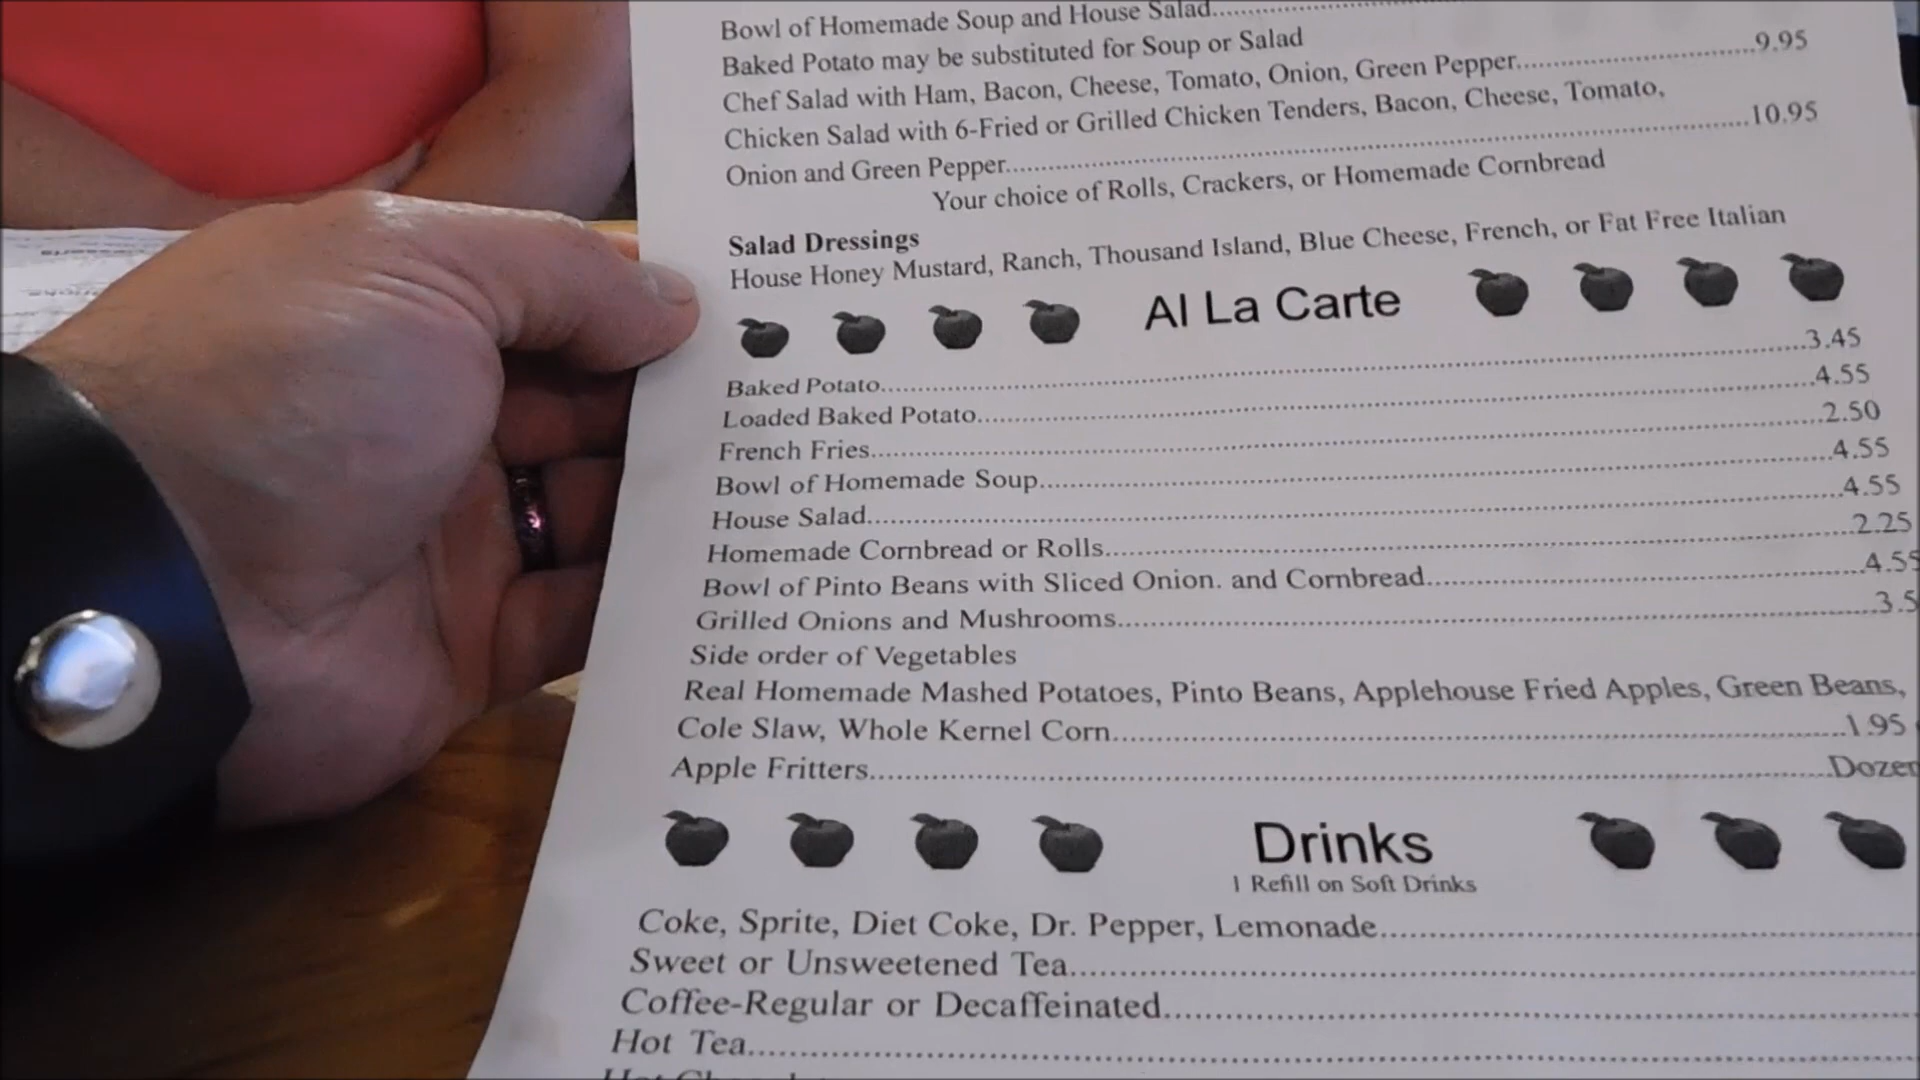 Bowl of Homemade Soup and House Salad
Baked Potato may be substituted for Soup or Salad
Chef Salad with Ham, Bacon, Cheese, Tomato, Onion, Green Pepper..........9.95
Chicken Salad with 6-Fried or Grilled Chicken Tenders, Bacon, Cheese, Tomato,
Onion and Green Pepper..........10.95
Your choice of Rolls, Crackers, or Homemade Cornbread
Salad Dressings
House Honey Mustard, Ranch, Thousand Island, Blue Cheese, French, or Fat Free Italian
Al La Carte
Baked Potato..........3.45
Loaded Baked Potato..........4.55
French Fries..........2.50
Bowl of Homemade Soup..........4.55
House Salad..........4.55
Homemade Cornbread or Rolls..........2.25
Bowl of Pinto Beans with Sliced Onion. and Cornbread..........4.55
Grilled Onions and Mushrooms..........3.5
Side order of Vegetables
Real Homemade Mashed Potatoes, Pinto Beans, Applehouse Fried Apples, Green Beans,
Cole Slaw, Whole Kernel Corn..........1.95
Apple Fritters..........Dozen
Drinks
1 Refill on Soft Drinks
Coke, Sprite, Diet Coke, Dr. Pepper, Lemonade
Sweet or Unsweetened Tea
Coffee-Regular or Decaffeinated
Hot Tea